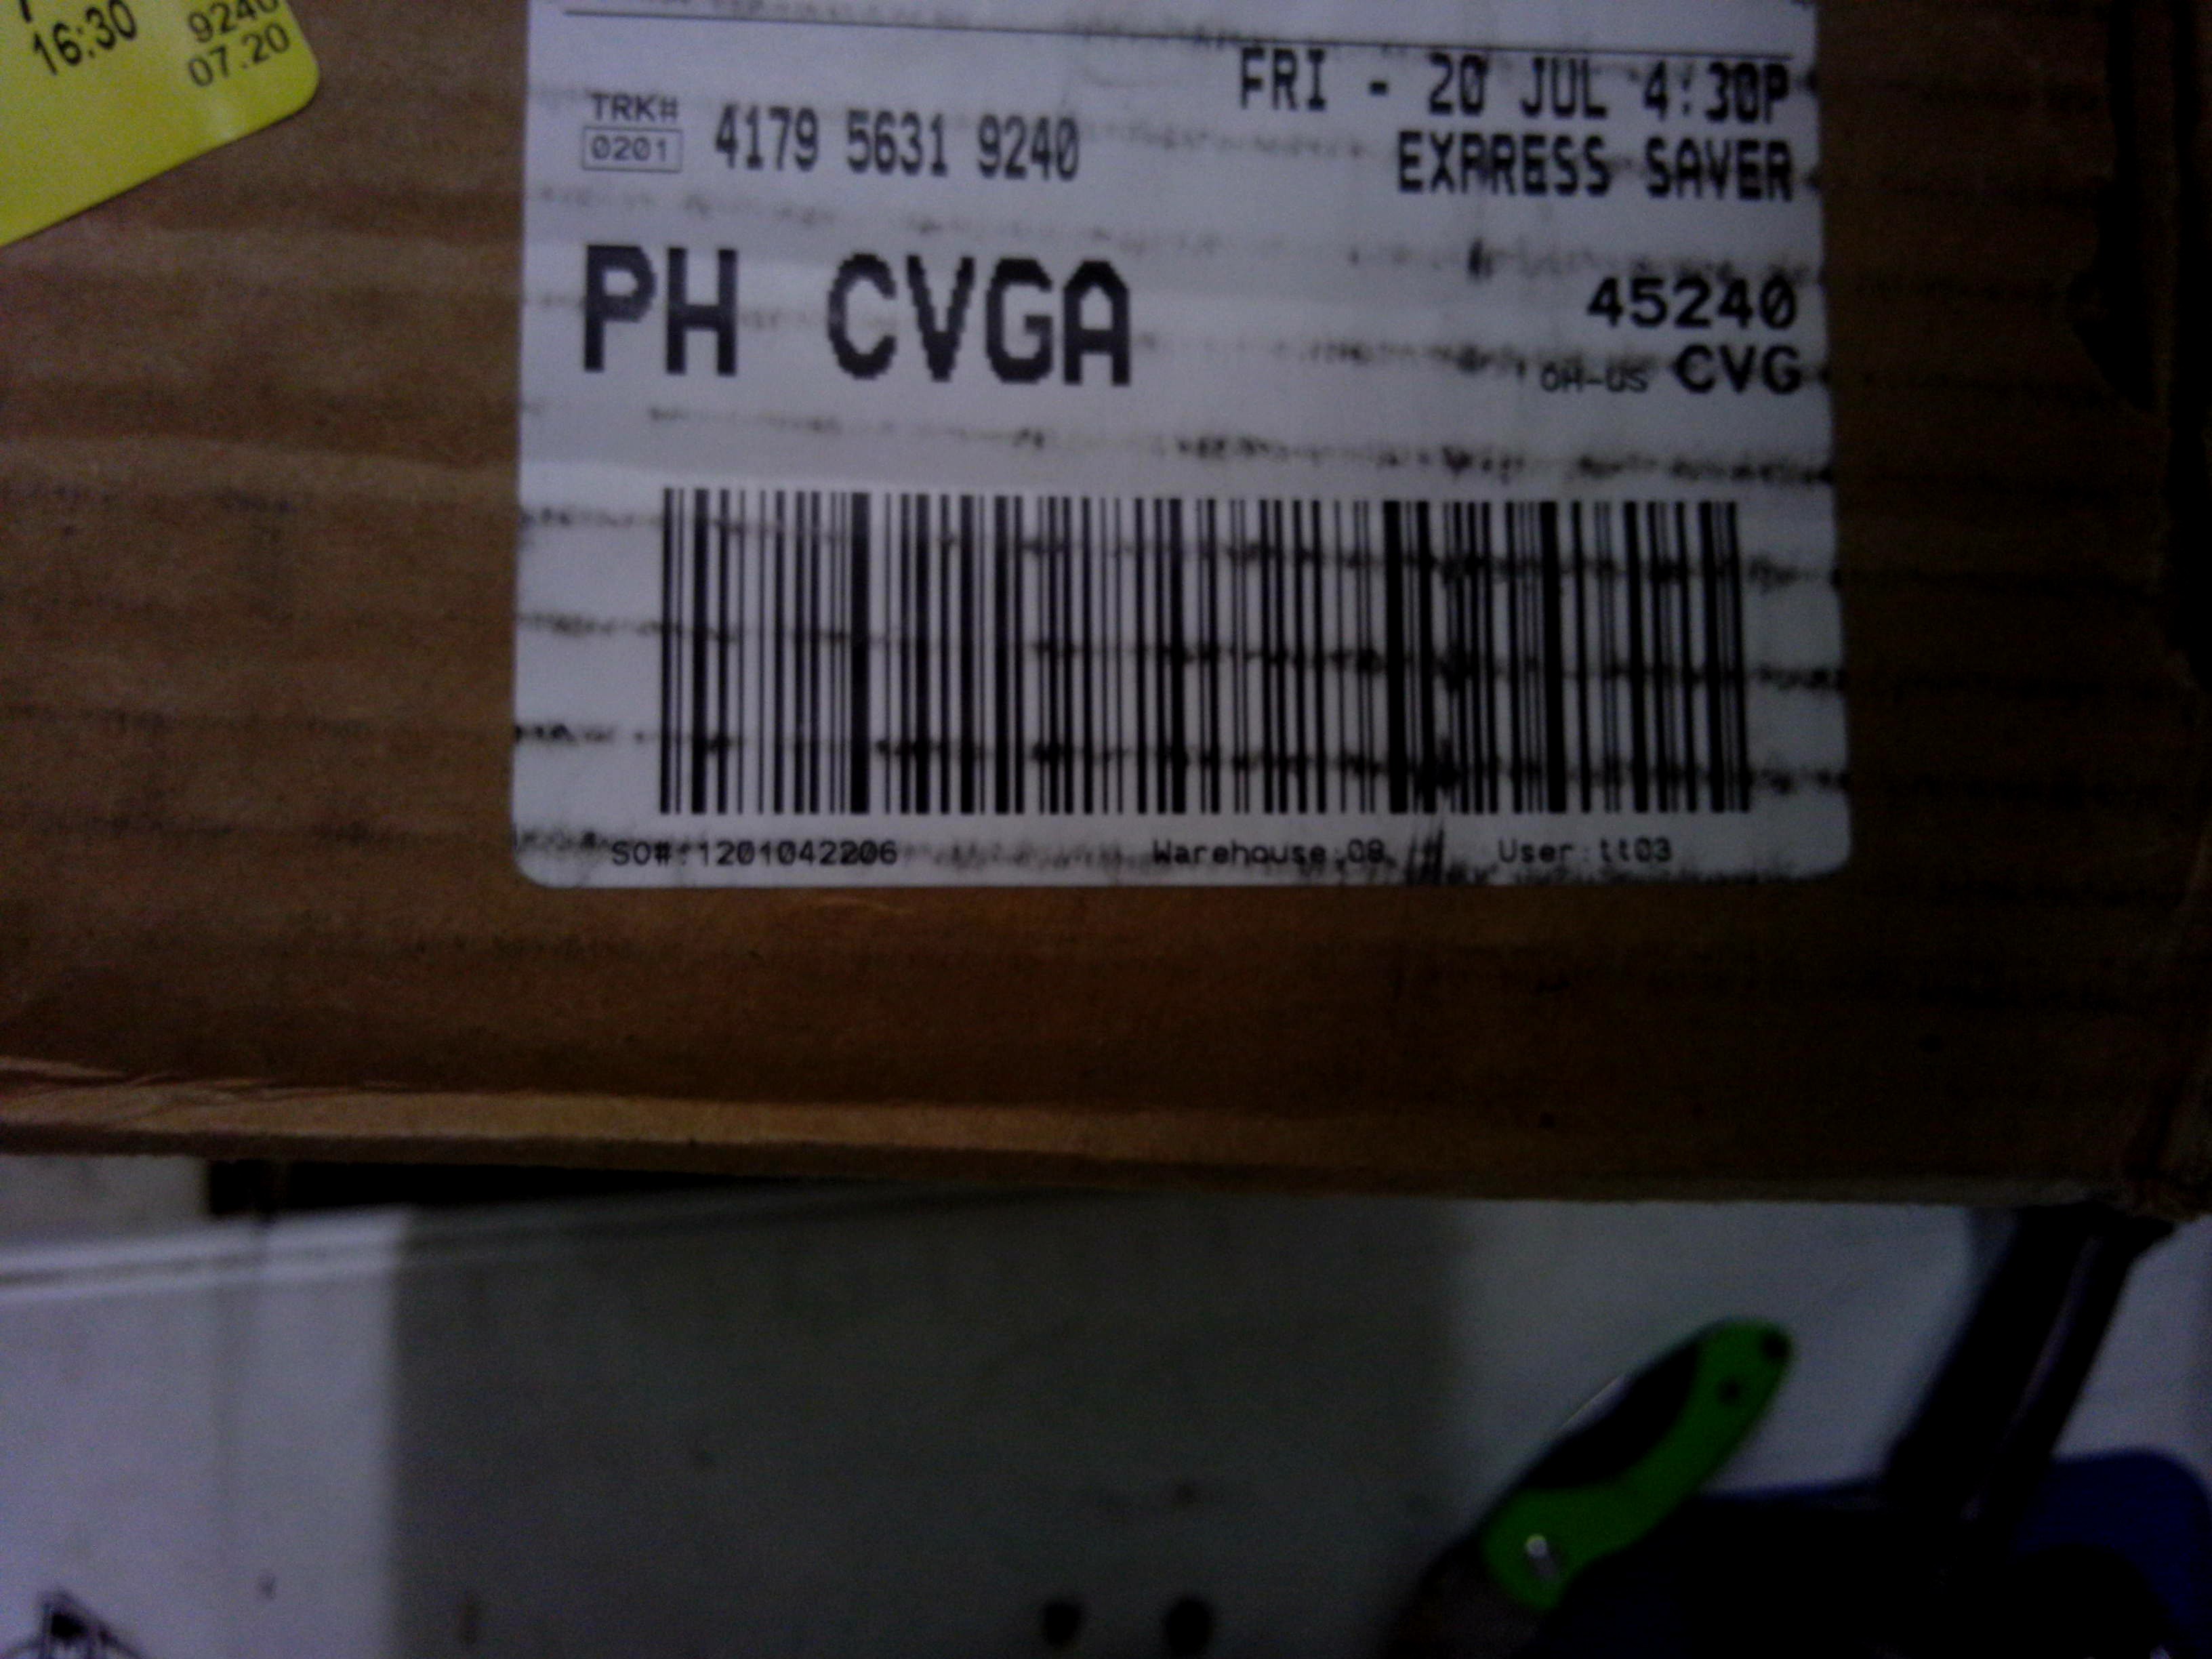 16:30
9240
07.20
FRI - 20 JUL 4:30P
TRK#
0201
4179 5631 9240
EXPRESS SAVER
PH CVGA
45240
OH-US CVG
SO#:1201042206 Warehouse:08 User:tt03